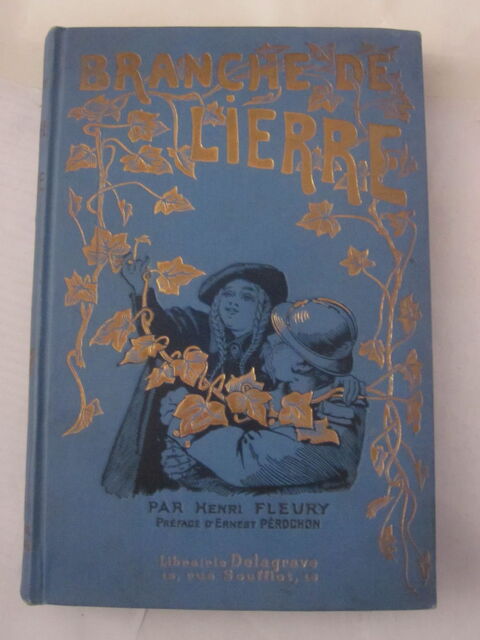 BRANCHE DE
LIERRE
PAR HENRI FLEURY
PRÉFACE D'ERNEST PÉROCHON
Librairie Delagrave
15, rue Soufflot, 15